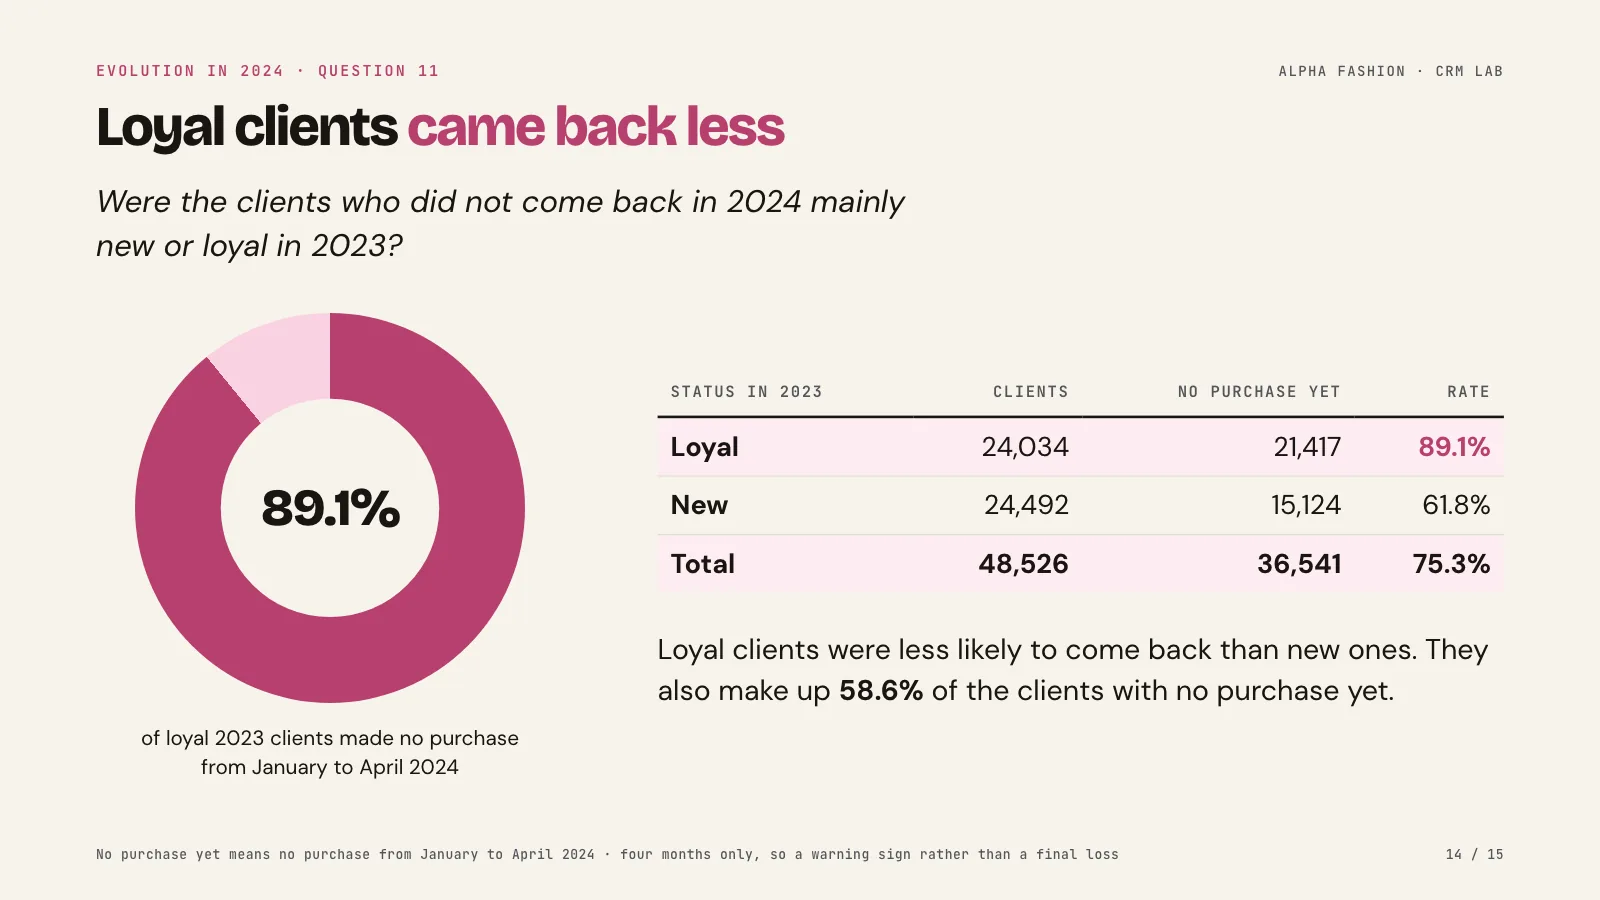 EVOLUTION IN 2024 · QUESTION 11
ALPHA FASHION · CRM LAB
Loyal clients came back less
Were the clients who did not come back in 2024 mainly
new or loyal in 2023?
89.1%
of loyal 2023 clients made no purchase
from January to April 2024
STATUS IN 2023 CLIENTS NO PURCHASE YET RATE
Loyal 24,034 21,417 89.1%
New 24,492 15,124 61.8%
Total 48,526 36,541 75.3%
Loyal clients were less likely to come back than new ones. They
also make up 58.6% of the clients with no purchase yet.
No purchase yet means no purchase from January to April 2024 · four months only, so a warning sign rather than a final loss
14 / 15